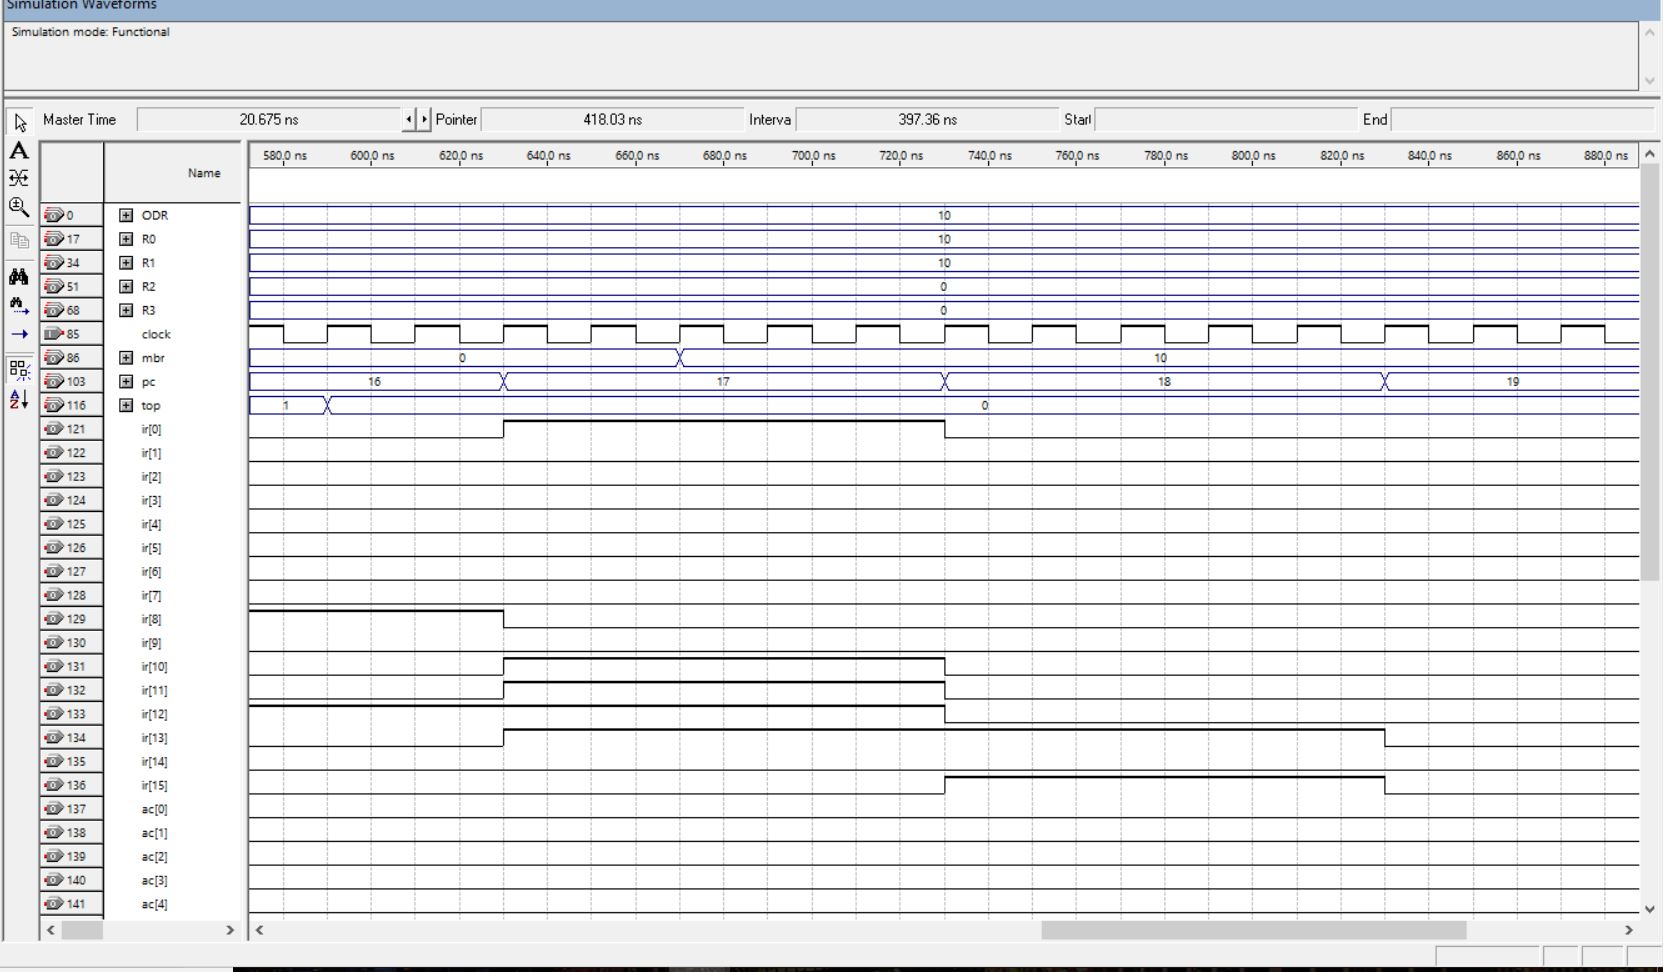 Simulation Waveforms
Simulation mode: Functional
Master Time 20.675 ns Pointer 418.03 ns Interva 397.36 ns Start End
Name 580.0 ns 600.0 ns 620.0 ns 640.0 ns 660.0 ns 680.0 ns 700.0 ns 720.0 ns 740.0 ns 760.0 ns 780.0 ns 800.0 ns 820.0 ns 840.0 ns 860.0 ns 880.0 ns
0 ODR 10
17 R0 10
34 R1 10
51 R2 0
68 R3 0
85 clock
86 mbr 0 10
103 pc 16 17 18 19
116 top 1 0
121 ir[0]
122 ir[1]
123 ir[2]
124 ir[3]
125 ir[4]
126 ir[5]
127 ir[6]
128 ir[7]
129 ir[8]
130 ir[9]
131 ir[10]
132 ir[11]
133 ir[12]
134 ir[13]
135 ir[14]
136 ir[15]
137 ac[0]
138 ac[1]
139 ac[2]
140 ac[3]
141 ac[4]